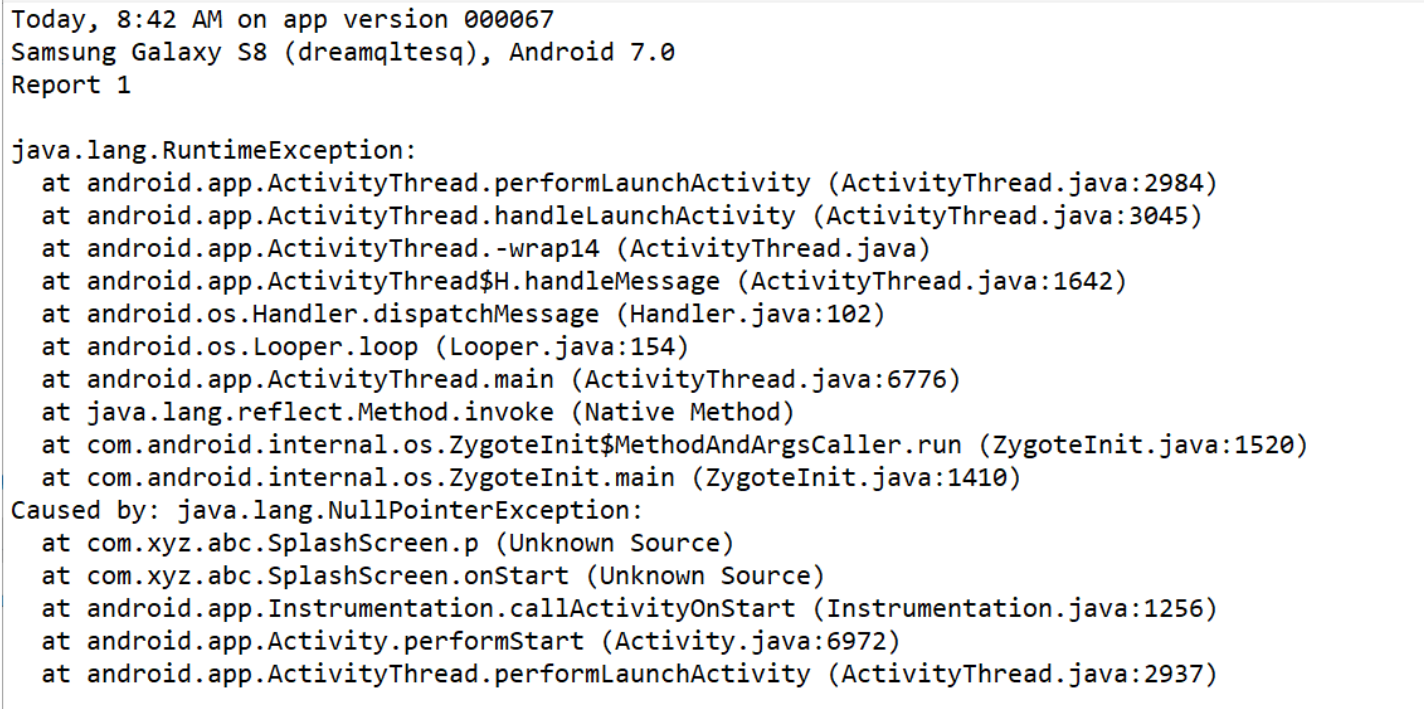 Today, 8:42 AM on app version 000067
Samsung Galaxy S8 (dreamqltesq), Android 7.0
Report 1
java.lang.RuntimeException:
at android.app.ActivityThread.performLaunchActivity (ActivityThread.java:2984)
at android.app.ActivityThread.handleLaunchActivity (ActivityThread.java:3045)
at android.app.ActivityThread.-wrap14 (ActivityThread.java)
at android.app.ActivityThread$H.handleMessage (ActivityThread.java:1642)
at android.os.Handler.dispatchMessage (Handler.java:102)
at android.os.Looper.loop (Looper.java:154)
at android.app.ActivityThread.main (ActivityThread.java:6776)
at java.lang.reflect.Method.invoke (Native Method)
at com.android.internal.os.ZygoteInit$MethodAndArgsCaller.run (ZygoteInit.java:1520)
at com.android.internal.os.ZygoteInit.main (ZygoteInit.java:1410)
Caused by: java.lang.NullPointerException:
at com.xyz.abc.SplashScreen.p (Unknown Source)
at com.xyz.abc.SplashScreen.onStart (Unknown Source)
at android.app.Instrumentation.callActivityOnStart (Instrumentation.java:1256)
at android.app.Activity.performStart (Activity.java:6972)
at android.app.ActivityThread.performLaunchActivity (ActivityThread.java:2937)